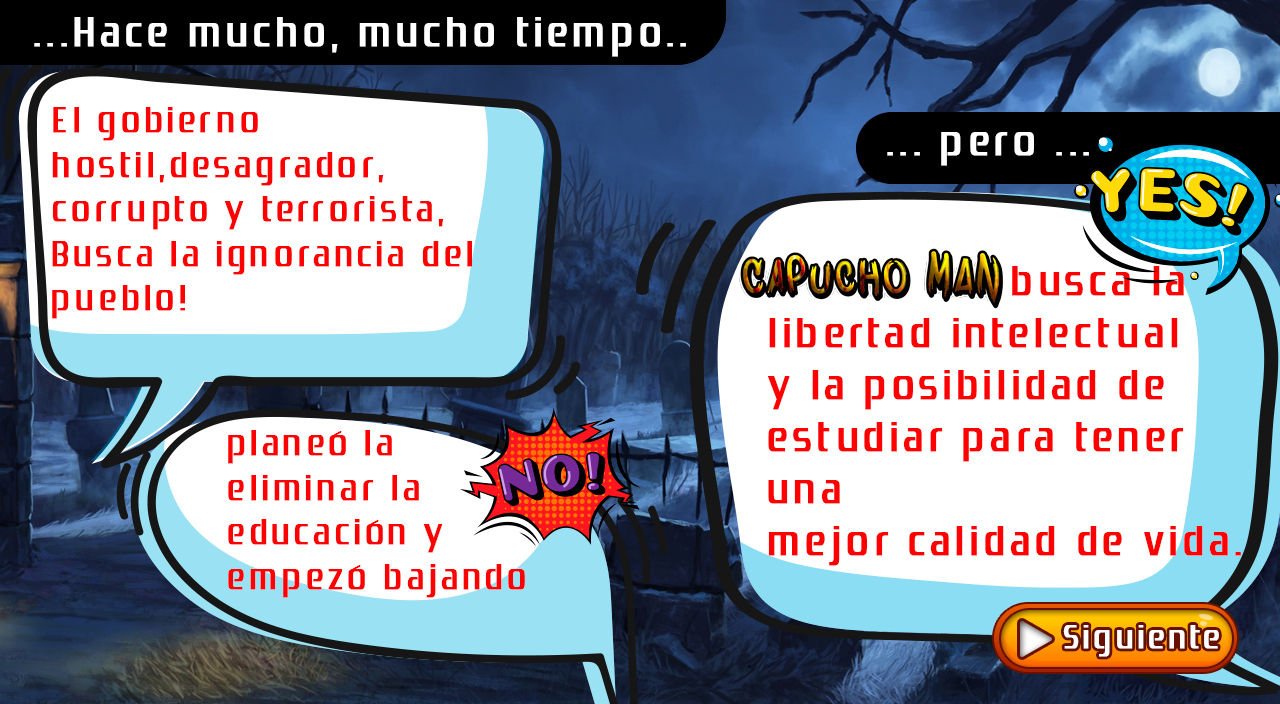 ...Hace mucho, mucho tiempo..
El gobierno
hostil,desagrador,
corrupto y terrorista,
Busca la ignorancia del
pueblo!
planeó la
eliminar la
educación y
empezó bajando
NO!
... pero ...
YES!
CAPUCHO MAN busca la
libertad intelectual
y la posibilidad de
estudiar para tener
una
mejor calidad de vida.
Siguiente